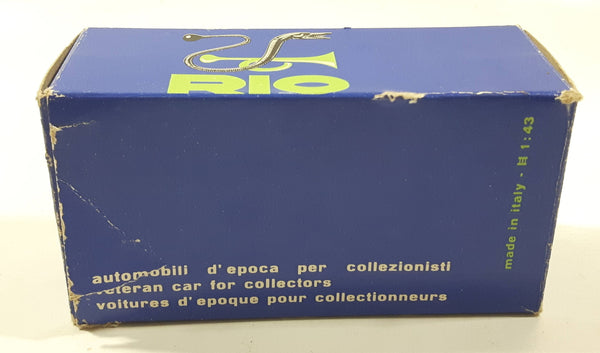 RIO
automobili d'epoca per collezionisti
veteran car for collectors
voitures d'epoque pour collectionneurs
made in italy - 1:43